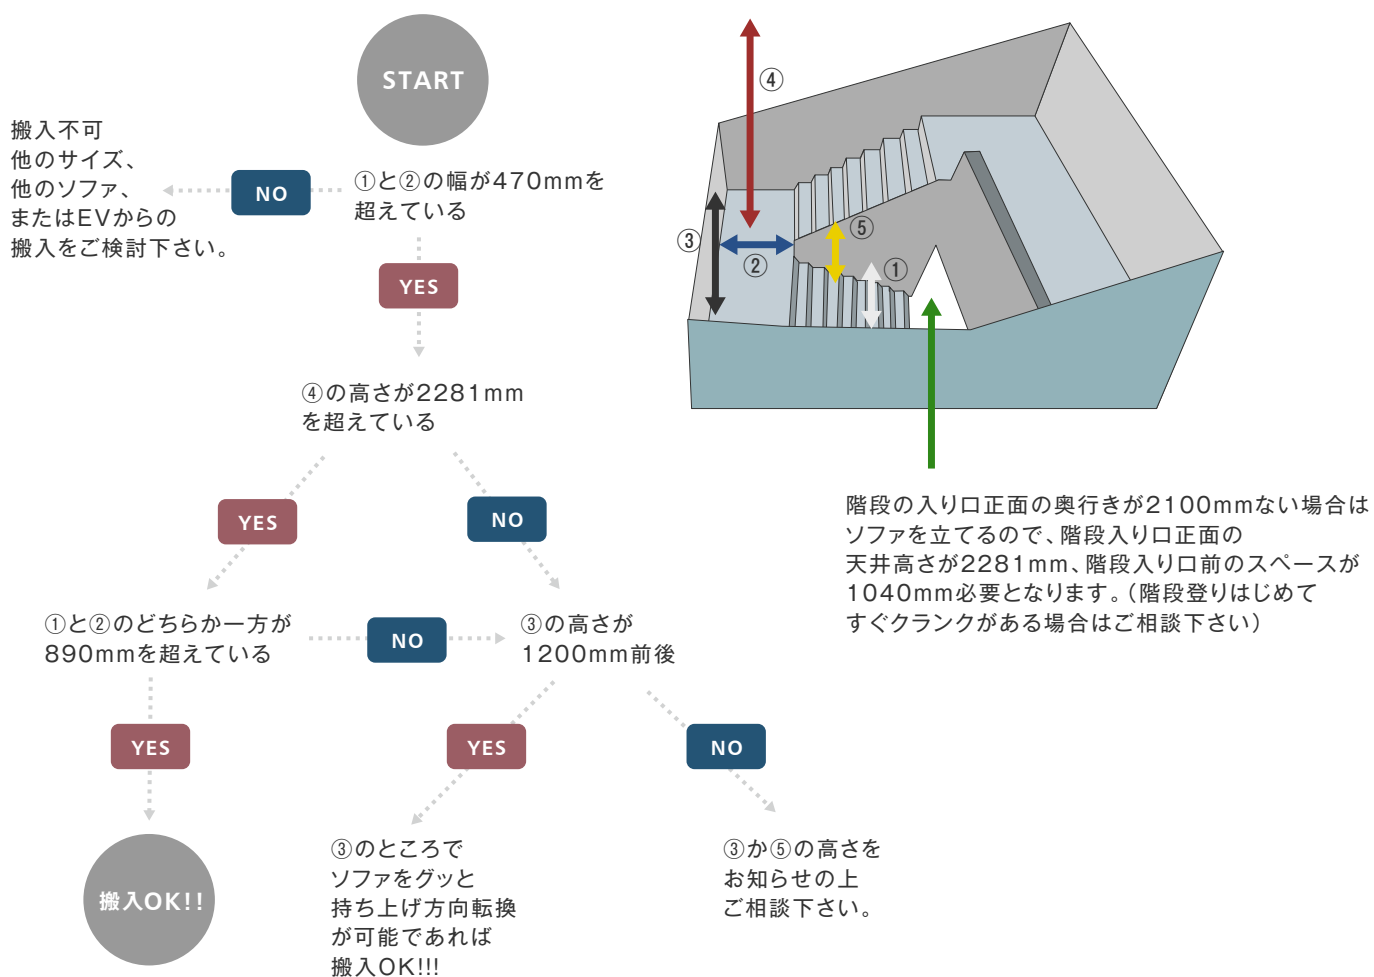 START
搬入不可
他のサイズ、
他のソファ、
またはEVからの
搬入をご検討下さい。
NO
①と②の幅が470mmを
超えている
YES
④の高さが2281mm
を超えている
YES
NO
①と②のどちらか一方が
890mmを超えている
NO
③の高さが
1200mm前後
YES
YES
NO
搬入OK!!
③のところで
ソファをグッと
持ち上げ方向転換
が可能であれば
搬入OK!!!
③か⑤の高さを
お知らせの上
ご相談下さい。
④
③
②
⑤
①
階段の入り口正面の奥行きが2100mmない場合は
ソファを立てるので、階段入り口正面の
天井高さが2281mm、階段入り口前のスペースが
1040mm必要となります。（階段登りはじめて
すぐクランクがある場合はご相談下さい）